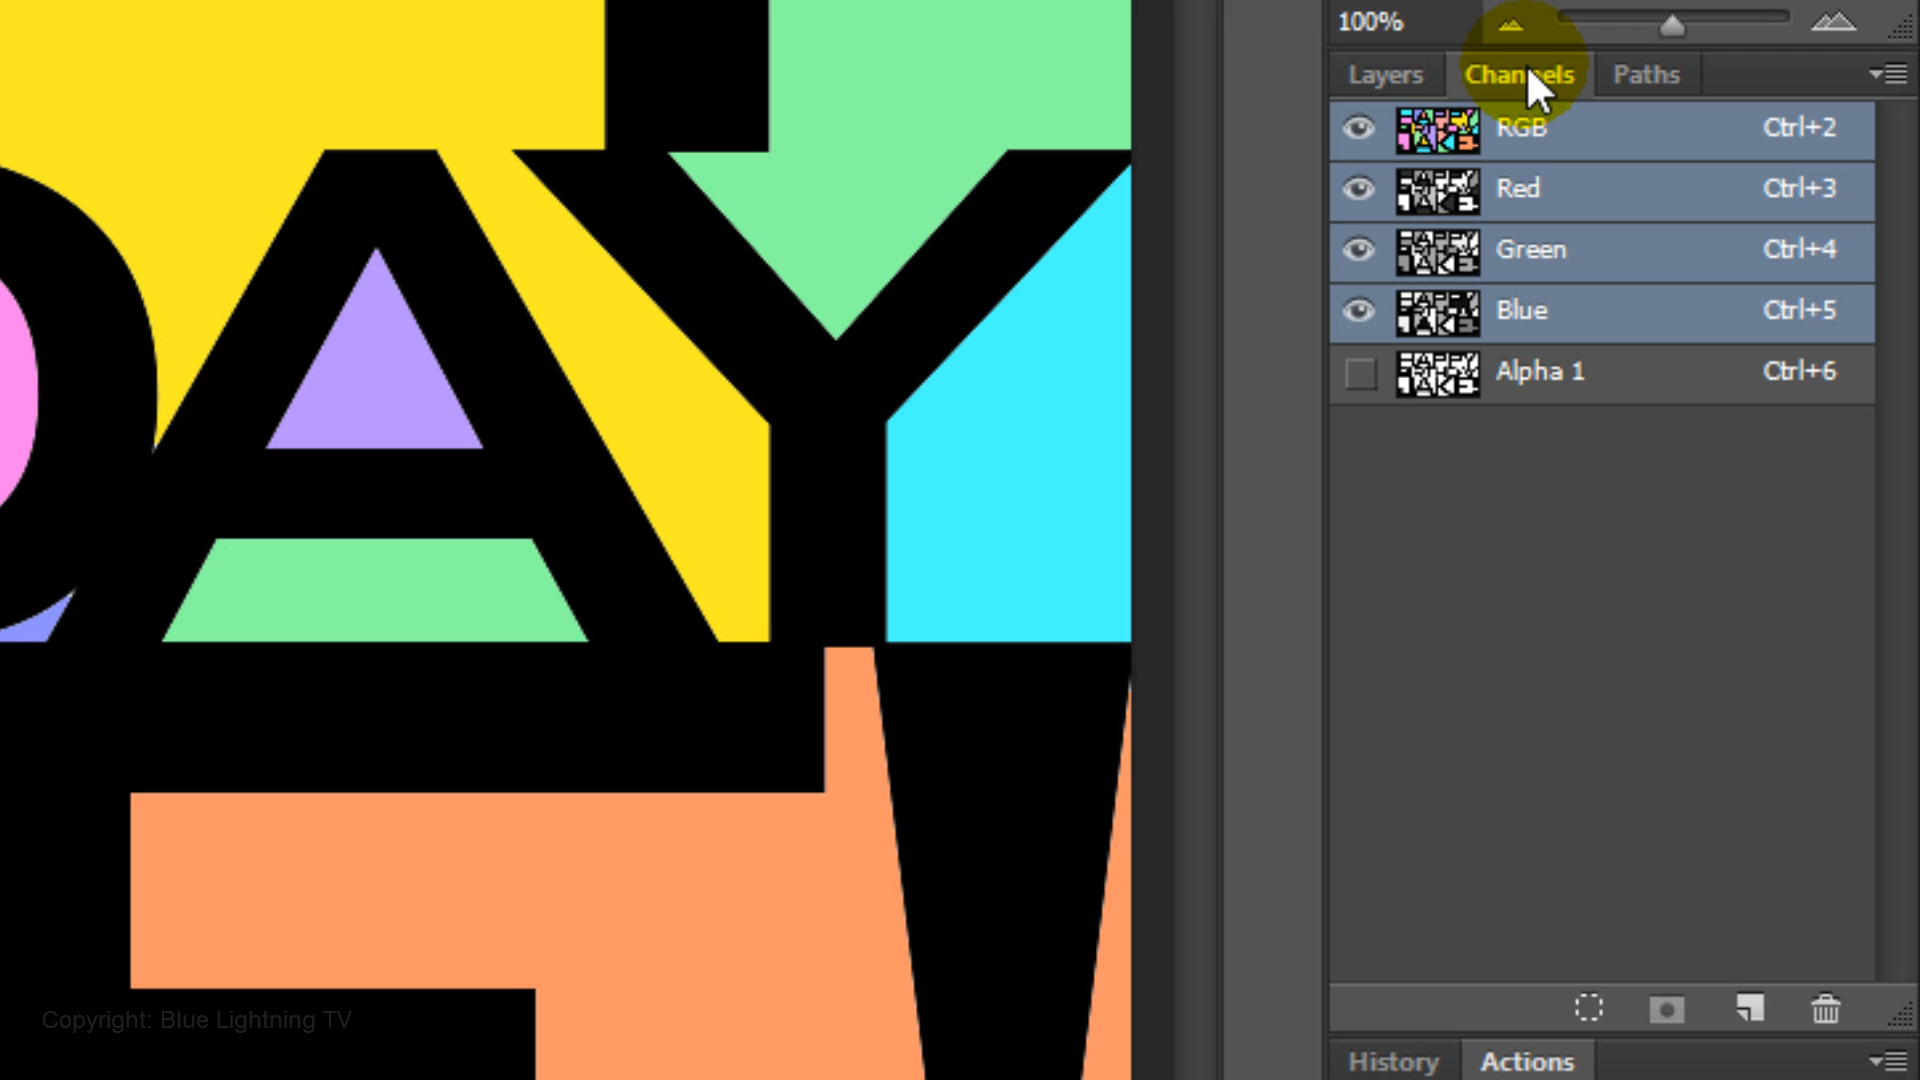 100%
Layers Channels Paths
RGB Ctrl+2
Red Ctrl+3
Green Ctrl+4
Blue Ctrl+5
Alpha 1 Ctrl+6
DAY
Copyright: Blue Lightning TV
History Actions